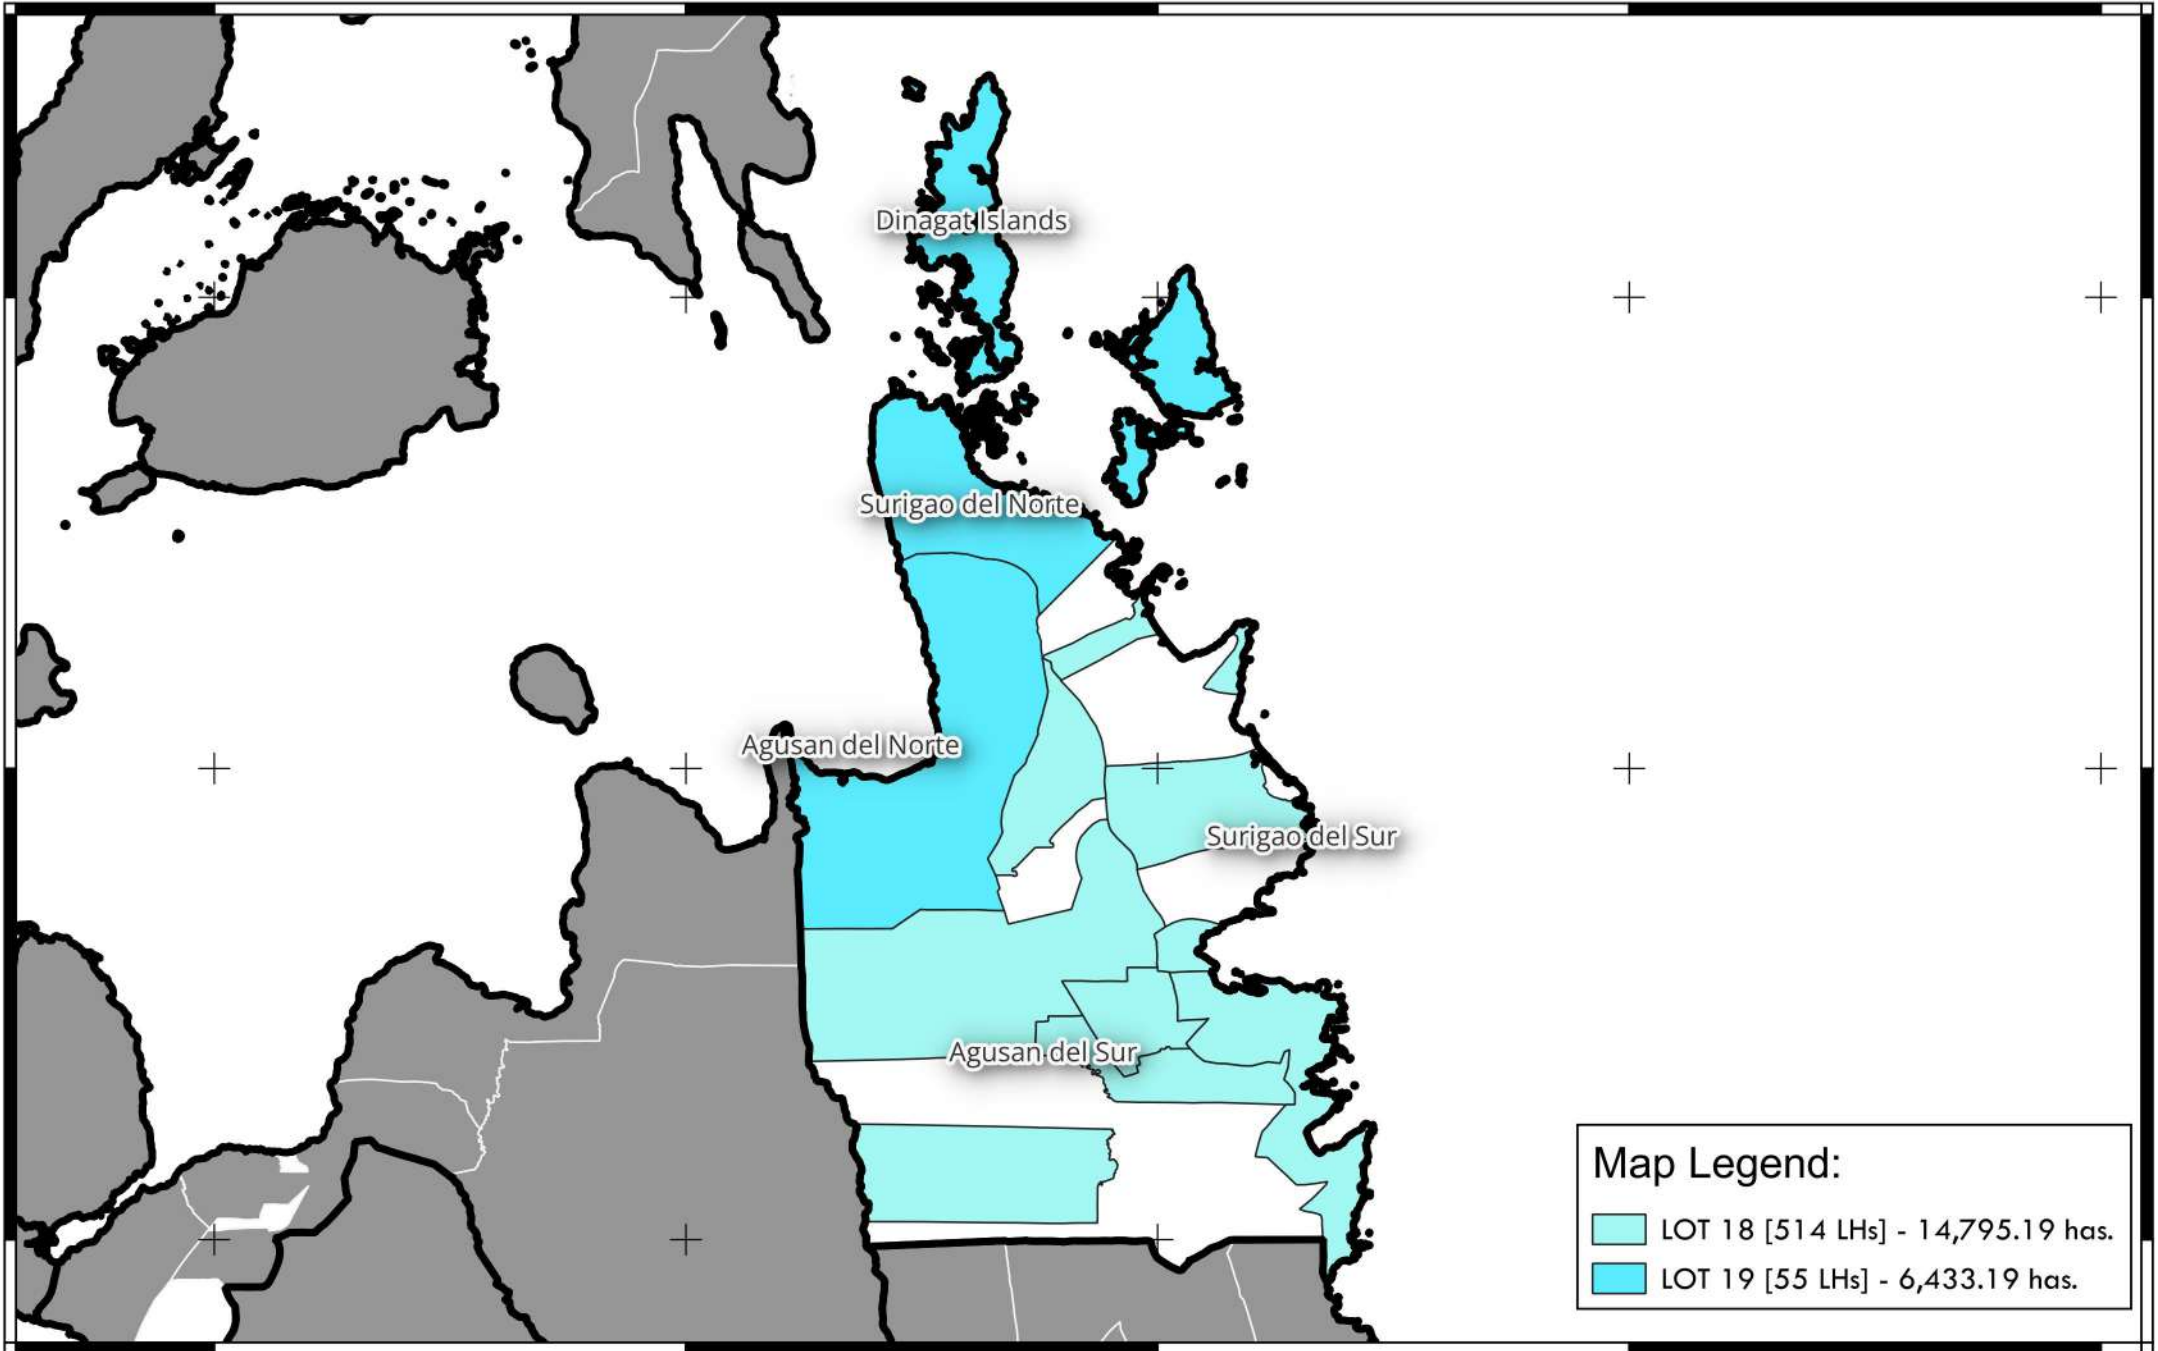 Dinagat Islands
Surigao del Norte
Agusan del Norte
Surigao del Sur
Agusan del Sur
Map Legend:
LOT 18 [514 LHs] - 14,795.19 has.
LOT 19 [55 LHs] - 6,433.19 has.